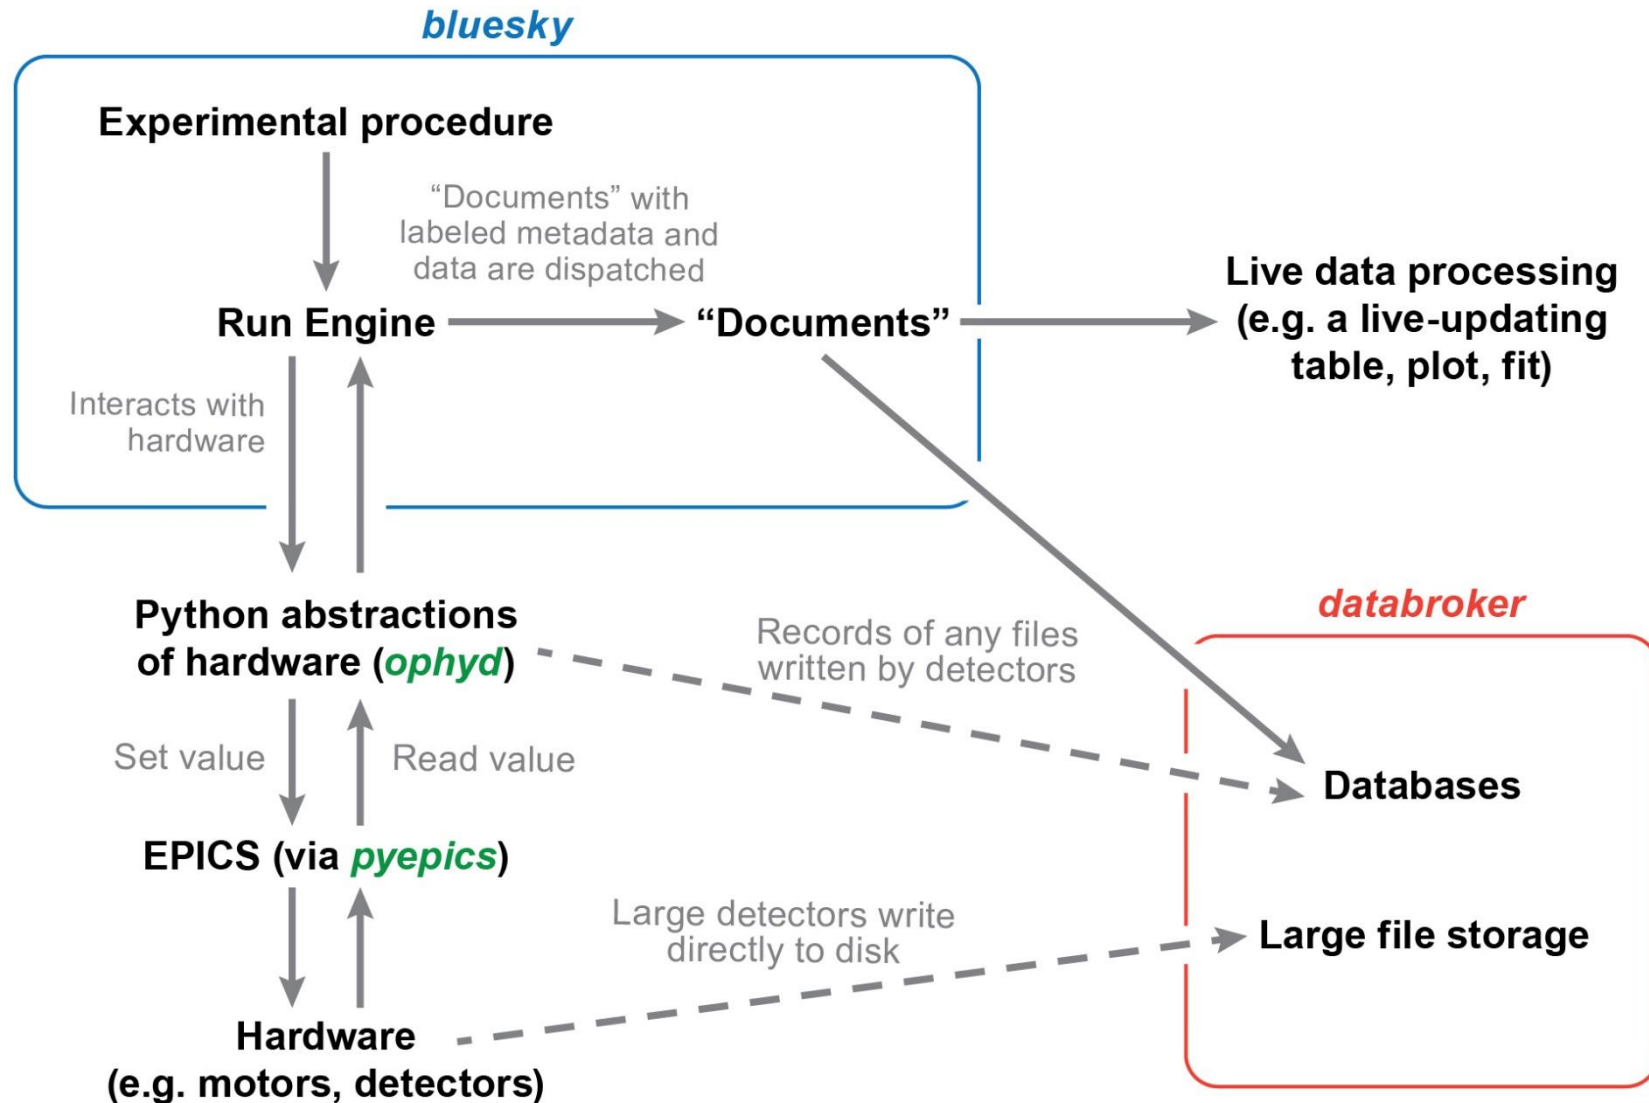 bluesky
Experimental procedure
“Documents” with
labeled metadata and
data are dispatched
Run Engine
“Documents”
Live data processing
(e.g. a live-updating
table, plot, fit)
Interacts with
hardware
Python abstractions
of hardware (ophyd)
Records of any files
written by detectors
databroker
Set value
Read value
Databases
EPICS (via pyepics)
Large detectors write
directly to disk
Large file storage
Hardware
(e.g. motors, detectors)